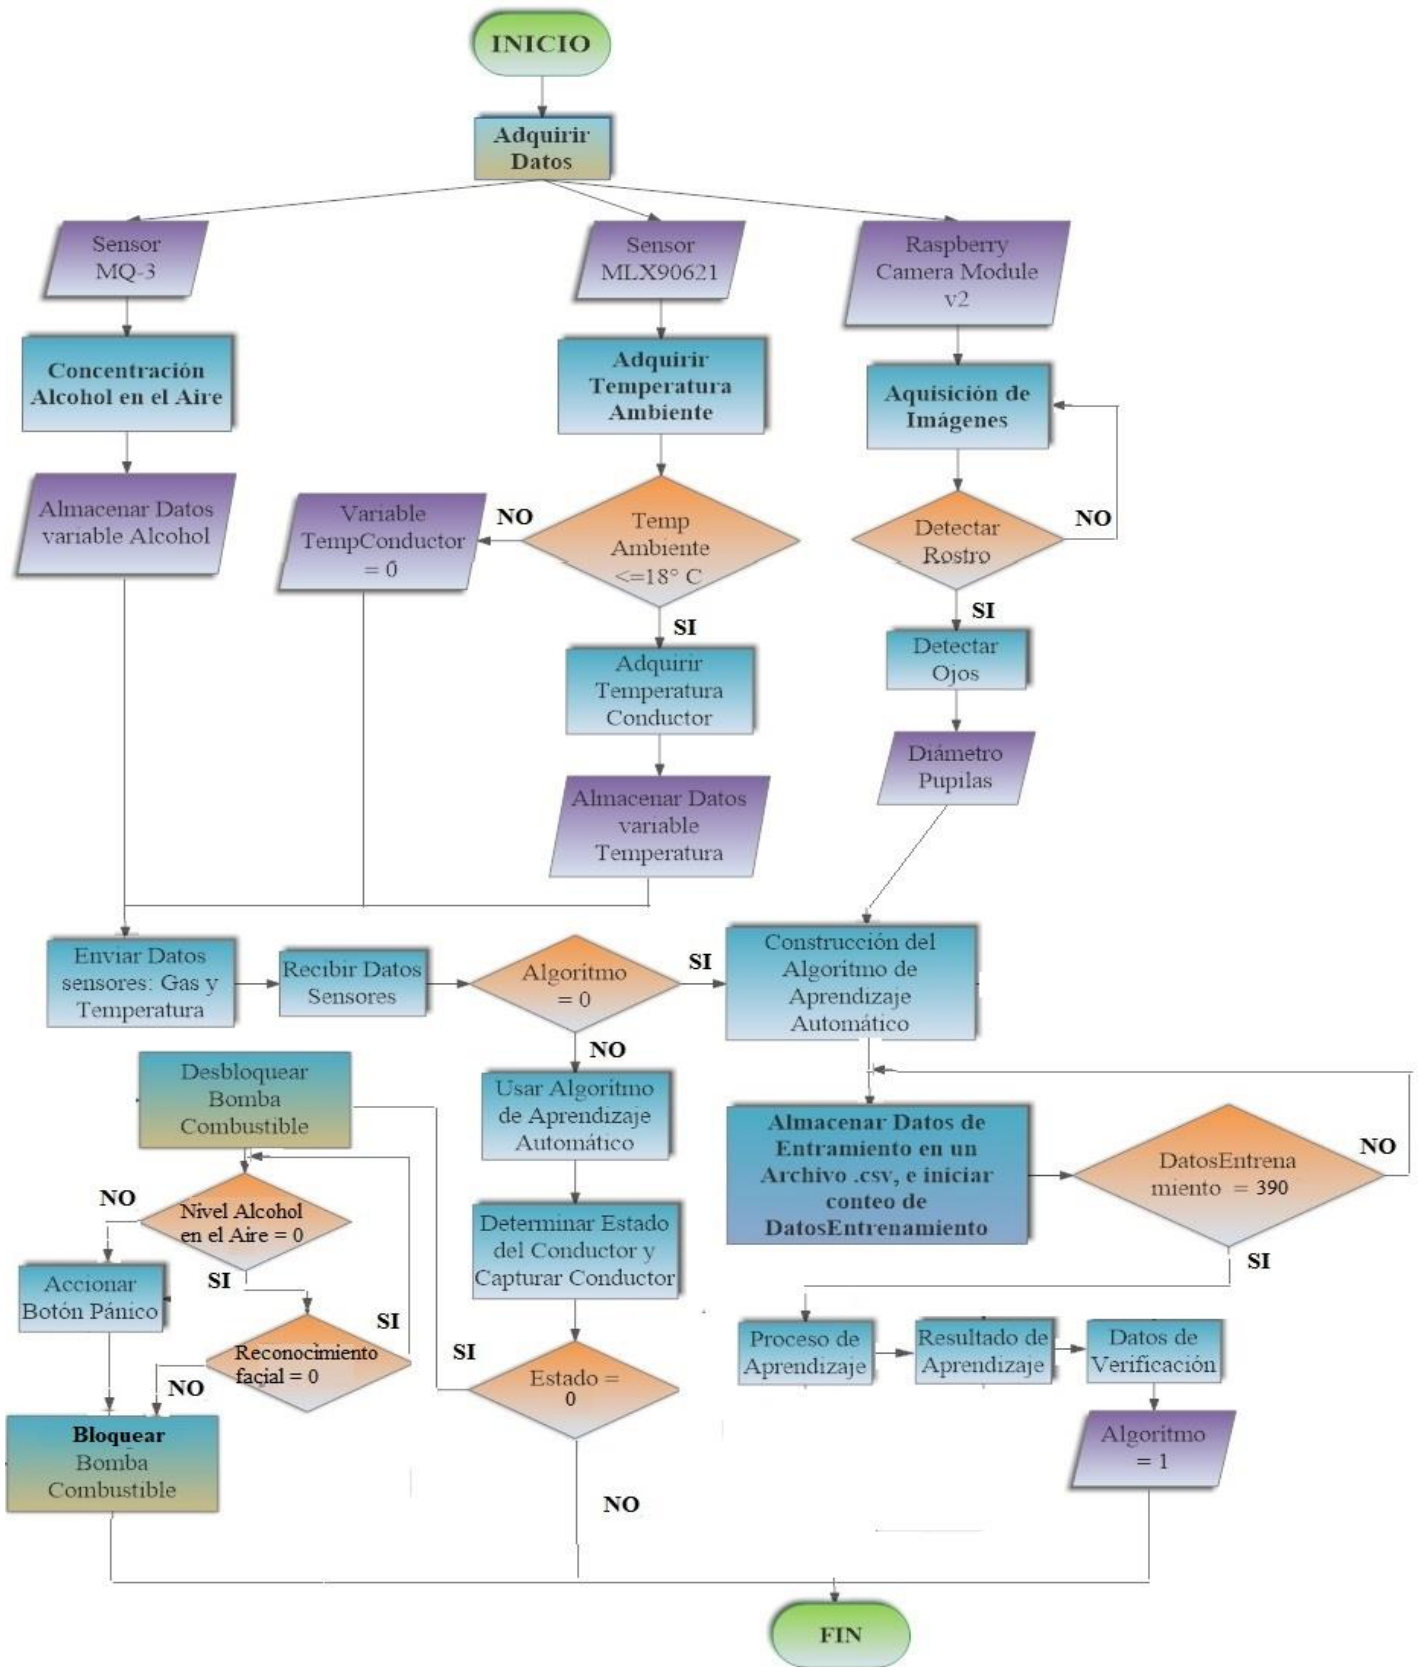 INICIO
Adquirir
Datos
Sensor
MQ-3
Sensor
MLX90621
Raspberry
Camera Module
v2
Concentración
Alcohol en el Aire
Adquirir
Temperatura
Ambiente
Aquisición de
Imágenes
Almacenar Datos
variable Alcohol
Variable
TempConductor
= 0
NO
Temp
Ambiente
<=18° C
SI
Detectar
Rostro
NO
SI
Adquirir
Temperatura
Conductor
Detectar
Ojos
Diámetro
Pupilas
Almacenar Datos
variable
Temperatura
Enviar Datos
sensores: Gas y
Temperatura
Recibir Datos
Sensores
Algoritmo
= 0
SI
NO
Construcción del
Algoritmo de
Aprendizaje
Automático
Desbloquear
Bomba
Combustible
Usar Algoritmo
de Aprendizaje
Automático
Almacenar Datos de
Entramiento en un
Archivo .csv, e iniciar
conteo de
DatosEntrenamiento
DatosEntrena
miento = 390
NO
SI
NO
Nivel Alcohol
en el Aire = 0
SI
Determinar Estado
del Conductor y
Capturar Conductor
Accionar
Botón Pánico
Reconocimiento
facial = 0
SI
NO
SI
Estado =
0
NO
Proceso de
Aprendizaje
Resultado de
Aprendizaje
Datos de
Verificación
Algoritmo
= 1
Bloquear
Bomba
Combustible
FIN